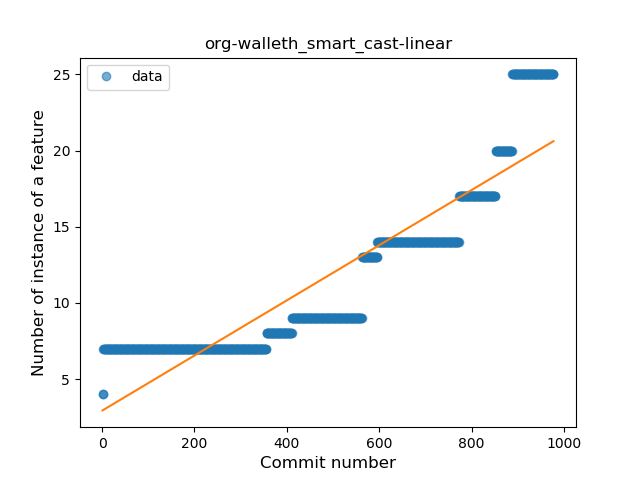 org-walleth_smart_cast-linear
data
Number of instance of a feature
25
20
15
10
5
0 200 400 600 800 1000
Commit number